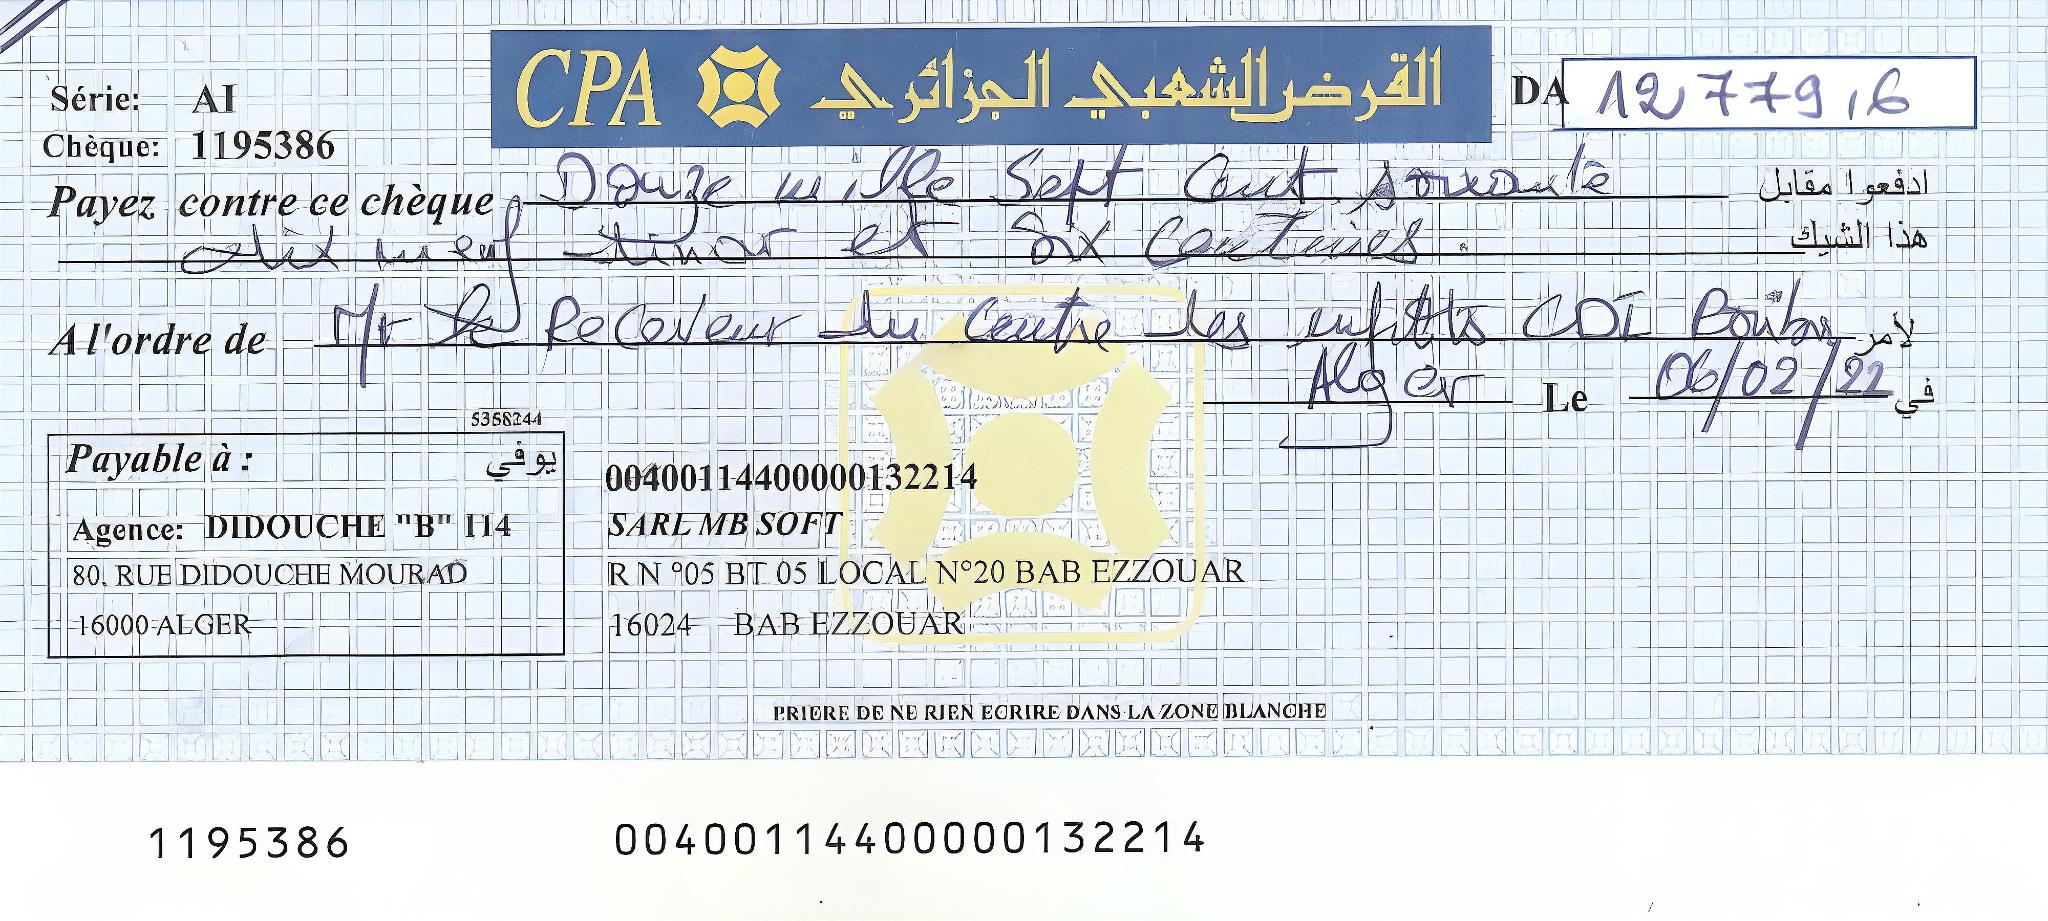 CPA القرض الشعبي الجزائري
Série: AI
DA 12 779,6
Chèque: 1195386
Payez contre ce chèque Douze mille Sept Cent soixante ادفعوا مقابل
dix neuf dinar et Six Centimes. هذا الشيك
A l'ordre de Mr le Receveur du Centre des CDI لأمر
Alger Le 06/02/22 في
5358244
Payable à : يوفي
Agence: DIDOUCHE "B" 114
80, RUE DIDOUCHE MOURAD
16000 ALGER
00400114400000132214
SARL MB SOFT
R N °05 BT 05 LOCAL N°20 BAB EZZOUAR
16024 BAB EZZOUAR
PRIERE DE NE RIEN ECRIRE DANS LA ZONE BLANCHE
1195386 00400114400000132214